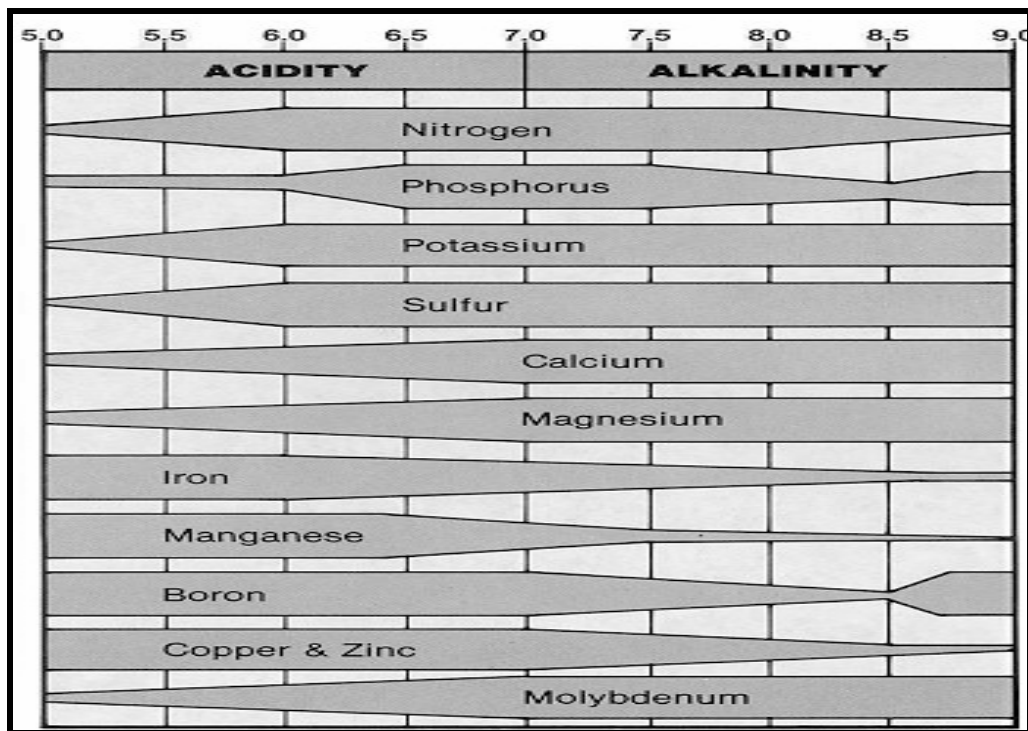 5.0 5.5 6.0 6.5 7.0 7.5 8.0 8.5 9.0
ACIDITY ALKALINITY
Nitrogen
Phosphorus
Potassium
Sulfur
Calcium
Magnesium
Iron
Manganese
Boron
Copper & Zinc
Molybdenum